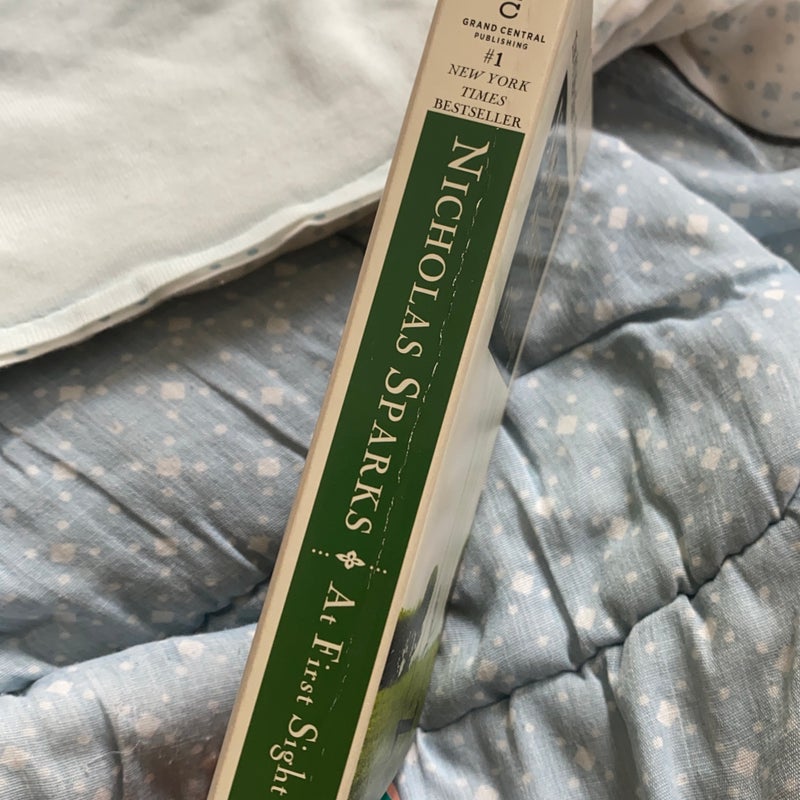 GRAND CENTRAL
PUBLISHING
#1
NEW YORK
TIMES
BESTSELLER
NICHOLAS SPARKS At First Sight